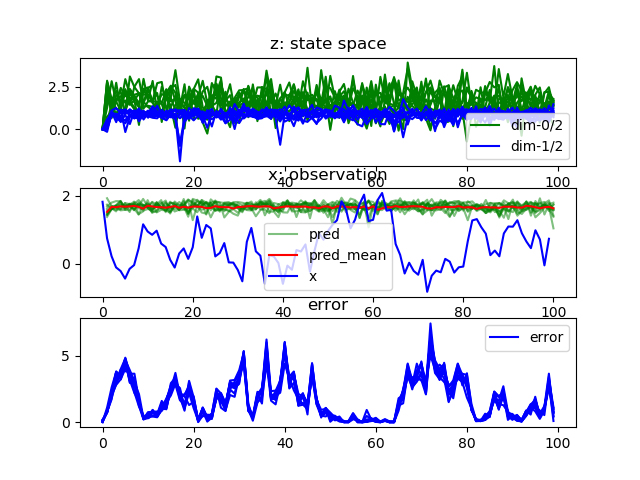 z: state space
2.5
0.0
dim-0/2
dim-1/2
0 20 40 60 80 100
x: observation
2
0
pred
pred_mean
x
0 20 40 60 80 100
error
5
0
error
0 20 40 60 80 100